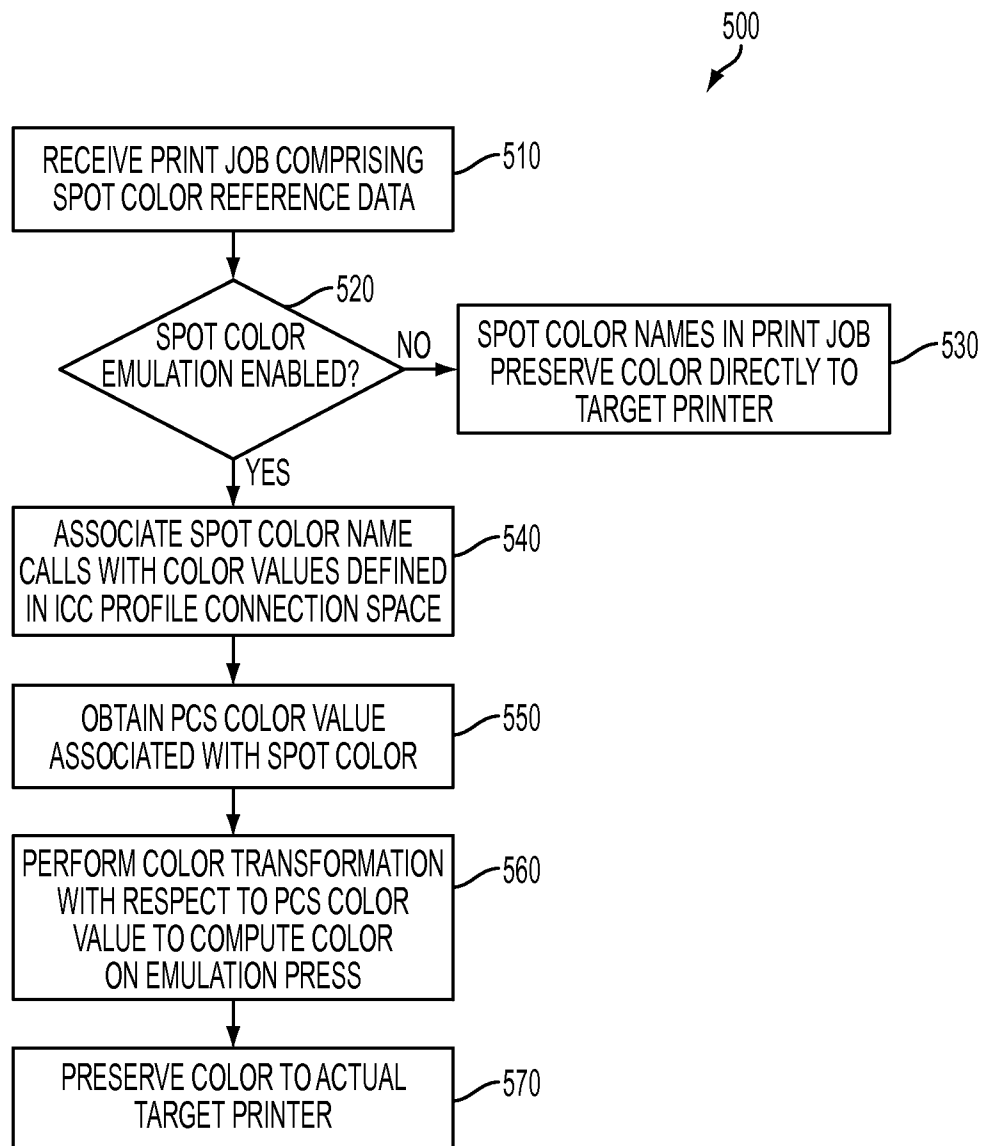 500
RECEIVE PRINT JOB COMPRISING
SPOT COLOR REFERENCE DATA
510
520
SPOT COLOR
EMULATION ENABLED?
NO
SPOT COLOR NAMES IN PRINT JOB
PRESERVE COLOR DIRECTLY TO
TARGET PRINTER
530
YES
ASSOCIATE SPOT COLOR NAME
CALLS WITH COLOR VALUES DEFINED
IN ICC PROFILE CONNECTION SPACE
540
OBTAIN PCS COLOR VALUE
ASSOCIATED WITH SPOT COLOR
550
PERFORM COLOR TRANSFORMATION
WITH RESPECT TO PCS COLOR
VALUE TO COMPUTE COLOR
ON EMULATION PRESS
560
PRESERVE COLOR TO ACTUAL
TARGET PRINTER
570